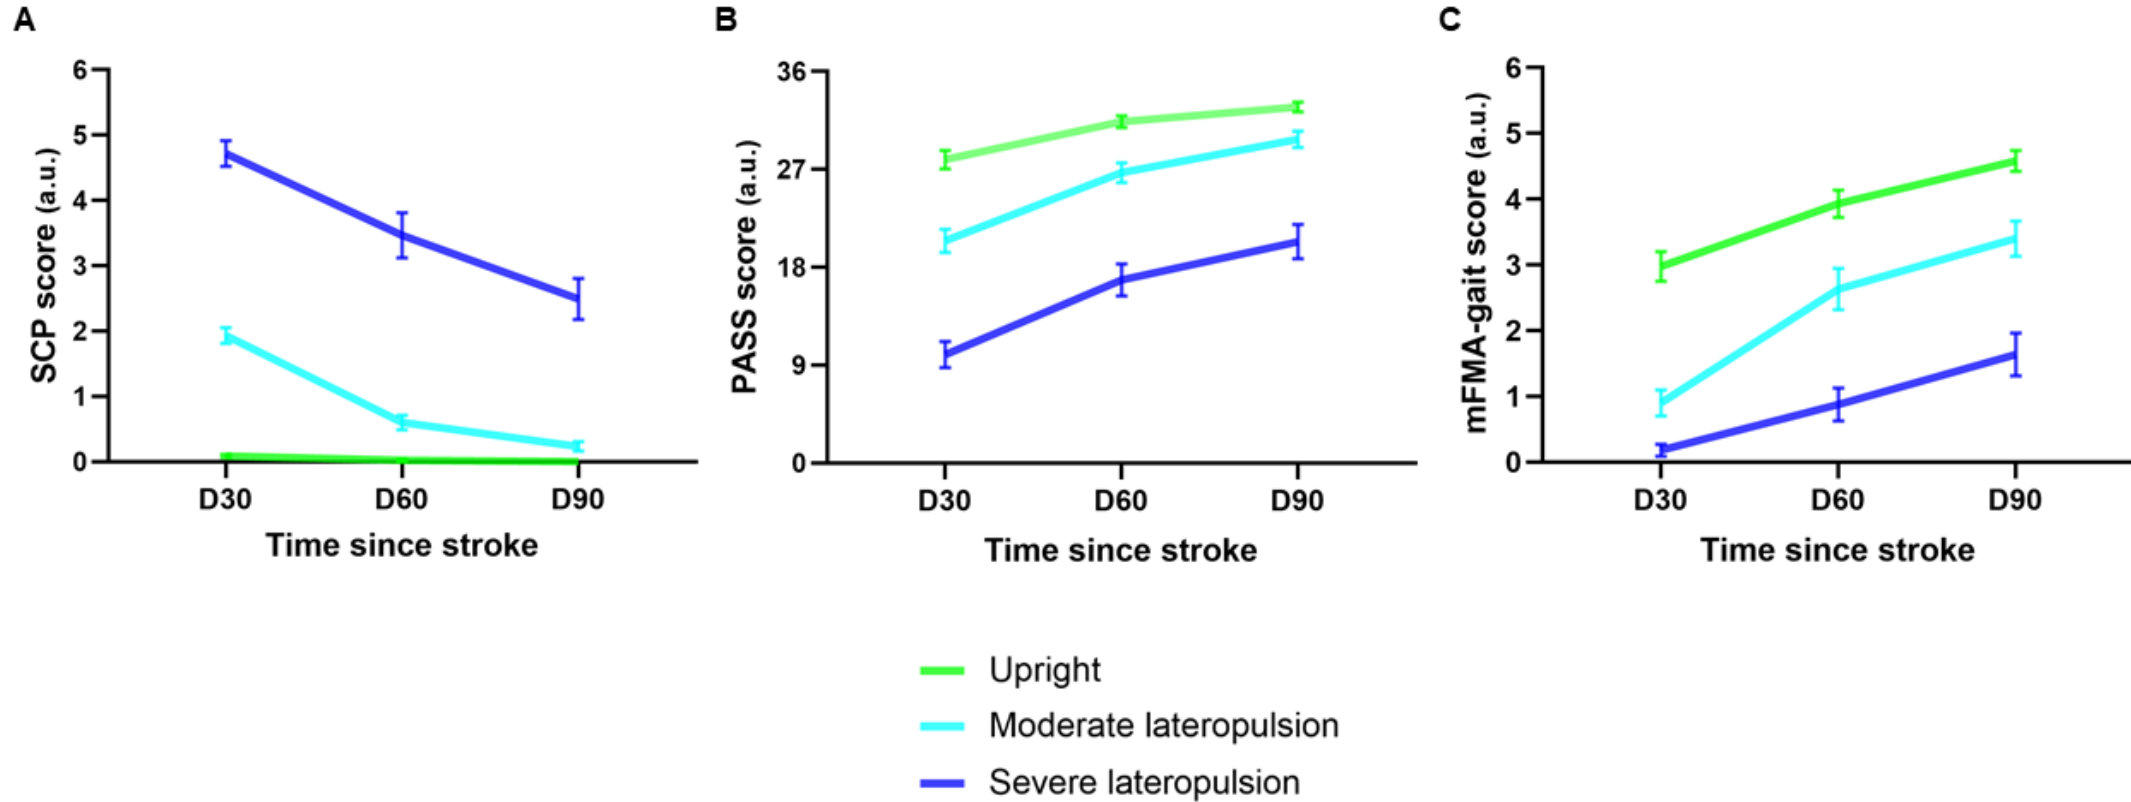 A
B
C
SCP score (a.u.)
6
5
4
3
2
1
0
D30
D60
D90
Time since stroke
PASS score (a.u.)
36
27
18
9
0
D30
D60
D90
Time since stroke
mFMA-gait score (a.u.)
6
5
4
3
2
1
0
D30
D60
D90
Time since stroke
Upright
Moderate lateropulsion
Severe lateropulsion